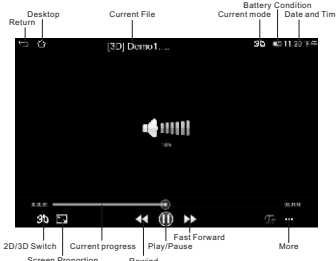 Battery Condition
Desktop Current File Current mode Date and Tim
Return
[3D] Demo1....
3D 11:20
2D/3D Switch Current progress Play/Pause Fast Forward More
Screen Proportion Rewind